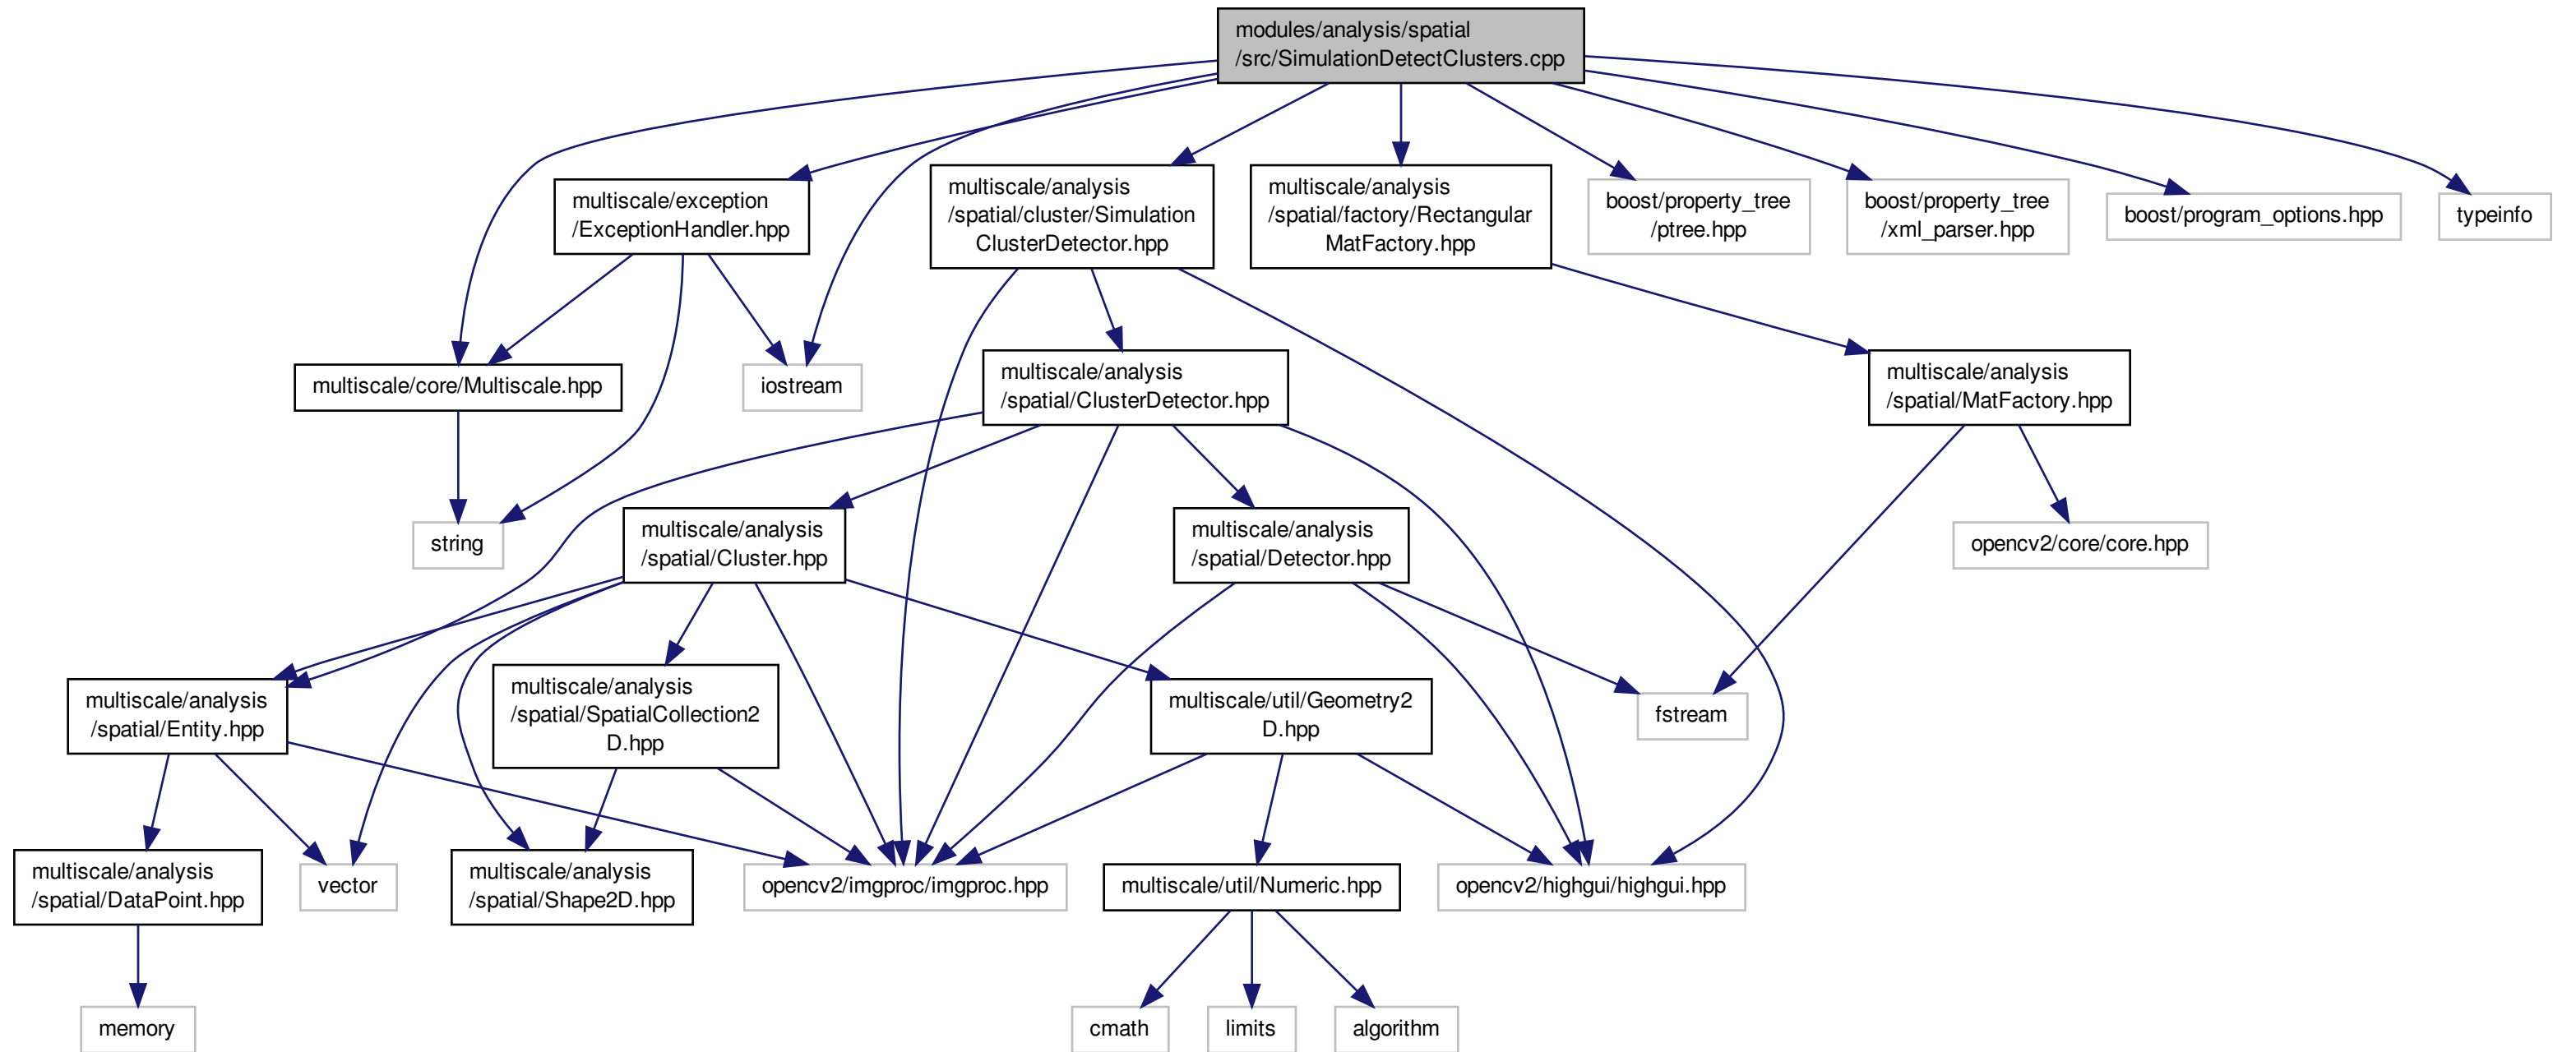 modules/analysis/spatial
/src/SimulationDetectClusters.cpp
multiscale/exception
/ExceptionHandler.hpp
multiscale/analysis
/spatial/cluster/Simulation
ClusterDetector.hpp
multiscale/analysis
/spatial/factory/Rectangular
MatFactory.hpp
boost/property_tree
/ptree.hpp
boost/property_tree
/xml_parser.hpp
boost/program_options.hpp
typeinfo
multiscale/core/Multiscale.hpp
iostream
multiscale/analysis
/spatial/ClusterDetector.hpp
multiscale/analysis
/spatial/MatFactory.hpp
string
multiscale/analysis
/spatial/Cluster.hpp
multiscale/analysis
/spatial/Detector.hpp
opencv2/core/core.hpp
multiscale/analysis
/spatial/Entity.hpp
multiscale/analysis
/spatial/SpatialCollection2
D.hpp
multiscale/util/Geometry2
D.hpp
fstream
multiscale/analysis
/spatial/DataPoint.hpp
vector
multiscale/analysis
/spatial/Shape2D.hpp
opencv2/imgproc/imgproc.hpp
multiscale/util/Numeric.hpp
opencv2/highgui/highgui.hpp
memory
cmath
limits
algorithm